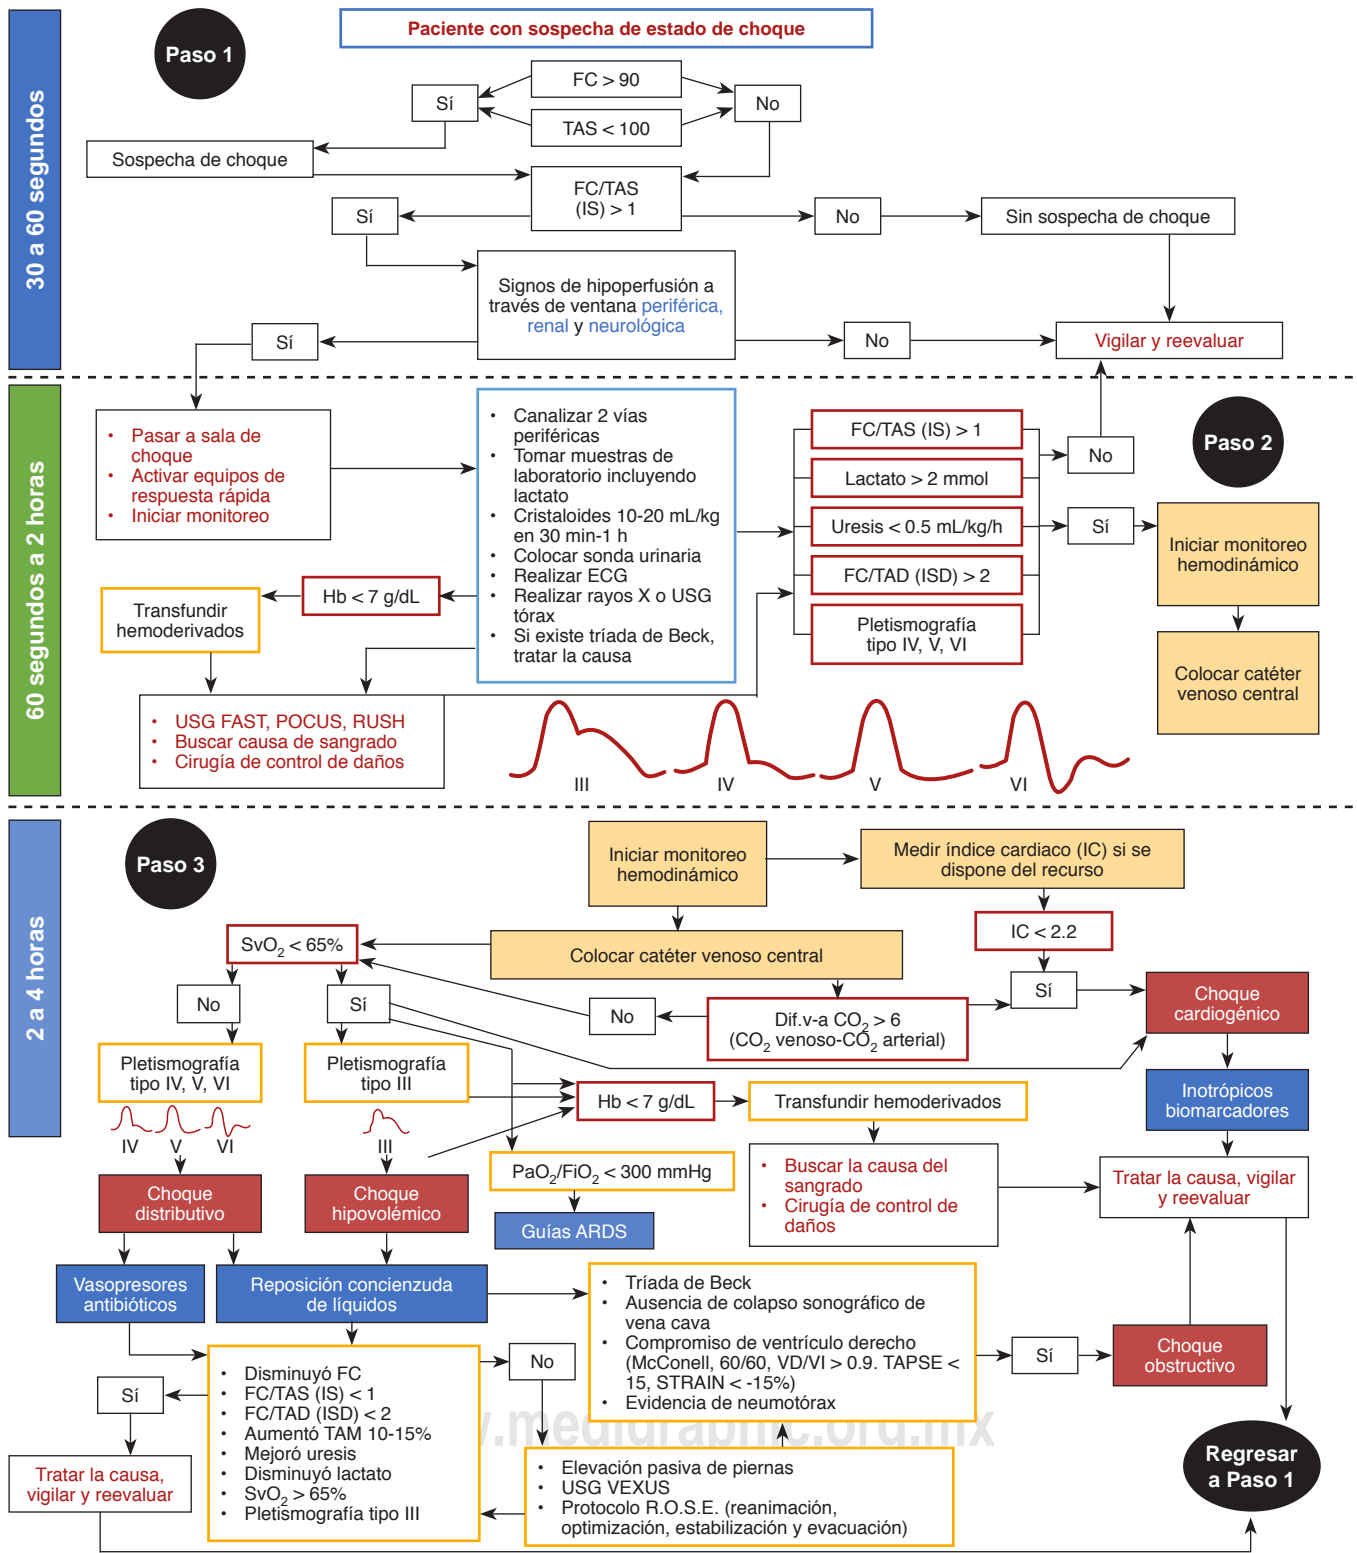 Paso 1
Paciente con sospecha de estado de choque
30 a 60 segundos
FC > 90
Sí
No
TAS < 100
Sospecha de choque
FC/TAS
(IS) > 1
Sí
No
Sin sospecha de choque
Signos de hipoperfusión a
través de ventana periférica,
renal y neurológica
Sí
No
Vigilar y reevaluar
60 segundos a 2 horas
Paso 2
• Pasar a sala de
choque
• Activar equipos de
respuesta rápida
• Iniciar monitoreo
• Canalizar 2 vías
periféricas
• Tomar muestras de
laboratorio incluyendo
lactato
• Cristaloides 10-20 mL/kg
en 30 min-1 h
• Colocar sonda urinaria
• Realizar ECG
• Realizar rayos X o USG
tórax
• Si existe tríada de Beck,
tratar la causa
FC/TAS (IS) > 1
Lactato > 2 mmol
Uresis < 0.5 mL/kg/h
FC/TAD (ISD) > 2
Pletismografía
tipo IV, V, VI
No
Sí
Iniciar monitoreo
hemodinámico
Colocar catéter
venoso central
Hb < 7 g/dL
Transfundir
hemoderivados
• USG FAST, POCUS, RUSH
• Buscar causa de sangrado
• Cirugía de control de daños
III
IV
V
VI
2 a 4 horas
Paso 3
Iniciar monitoreo
hemodinámico
Medir índice cardiaco (IC) si se
dispone del recurso
IC < 2.2
SvO2 < 65%
Colocar catéter venoso central
No
Sí
No
Dif.v-a CO2 > 6
(CO2 venoso-CO2 arterial)
Sí
Choque
cardiogénico
Pletismografía
tipo IV, V, VI
Pletismografía
tipo III
Hb < 7 g/dL
Transfundir hemoderivados
Inotrópicos
biomarcadores
IV
V
VI
III
PaO2/FiO2 < 300 mmHg
• Buscar la causa del
sangrado
• Cirugía de control de
daños
Tratar la causa, vigilar
y reevaluar
Choque
distributivo
Choque
hipovolémico
Guías ARDS
Vasopresores
antibióticos
Reposición concienzuda
de líquidos
• Tríada de Beck
• Ausencia de colapso sonográfico de
vena cava
• Compromiso de ventrículo derecho
(McConell, 60/60, VD/VI > 0.9. TAPSE <
15, STRAIN < -15%)
• Evidencia de neumotórax
Sí
Choque
obstructivo
No
Sí
• Disminuyó FC
• FC/TAS (IS) < 1
• FC/TAD (ISD) < 2
• Aumentó TAM 10-15%
• Mejoró uresis
• Disminuyó lactato
• SvO2 > 65%
• Pletismografía tipo III
Tratar la causa,
vigilar y reevaluar
• Elevación pasiva de piernas
• USG VEXUS
• Protocolo R.O.S.E. (reanimación,
optimización, estabilización y evacuación)
Regresar
a Paso 1
w.medigraphic.org.mx